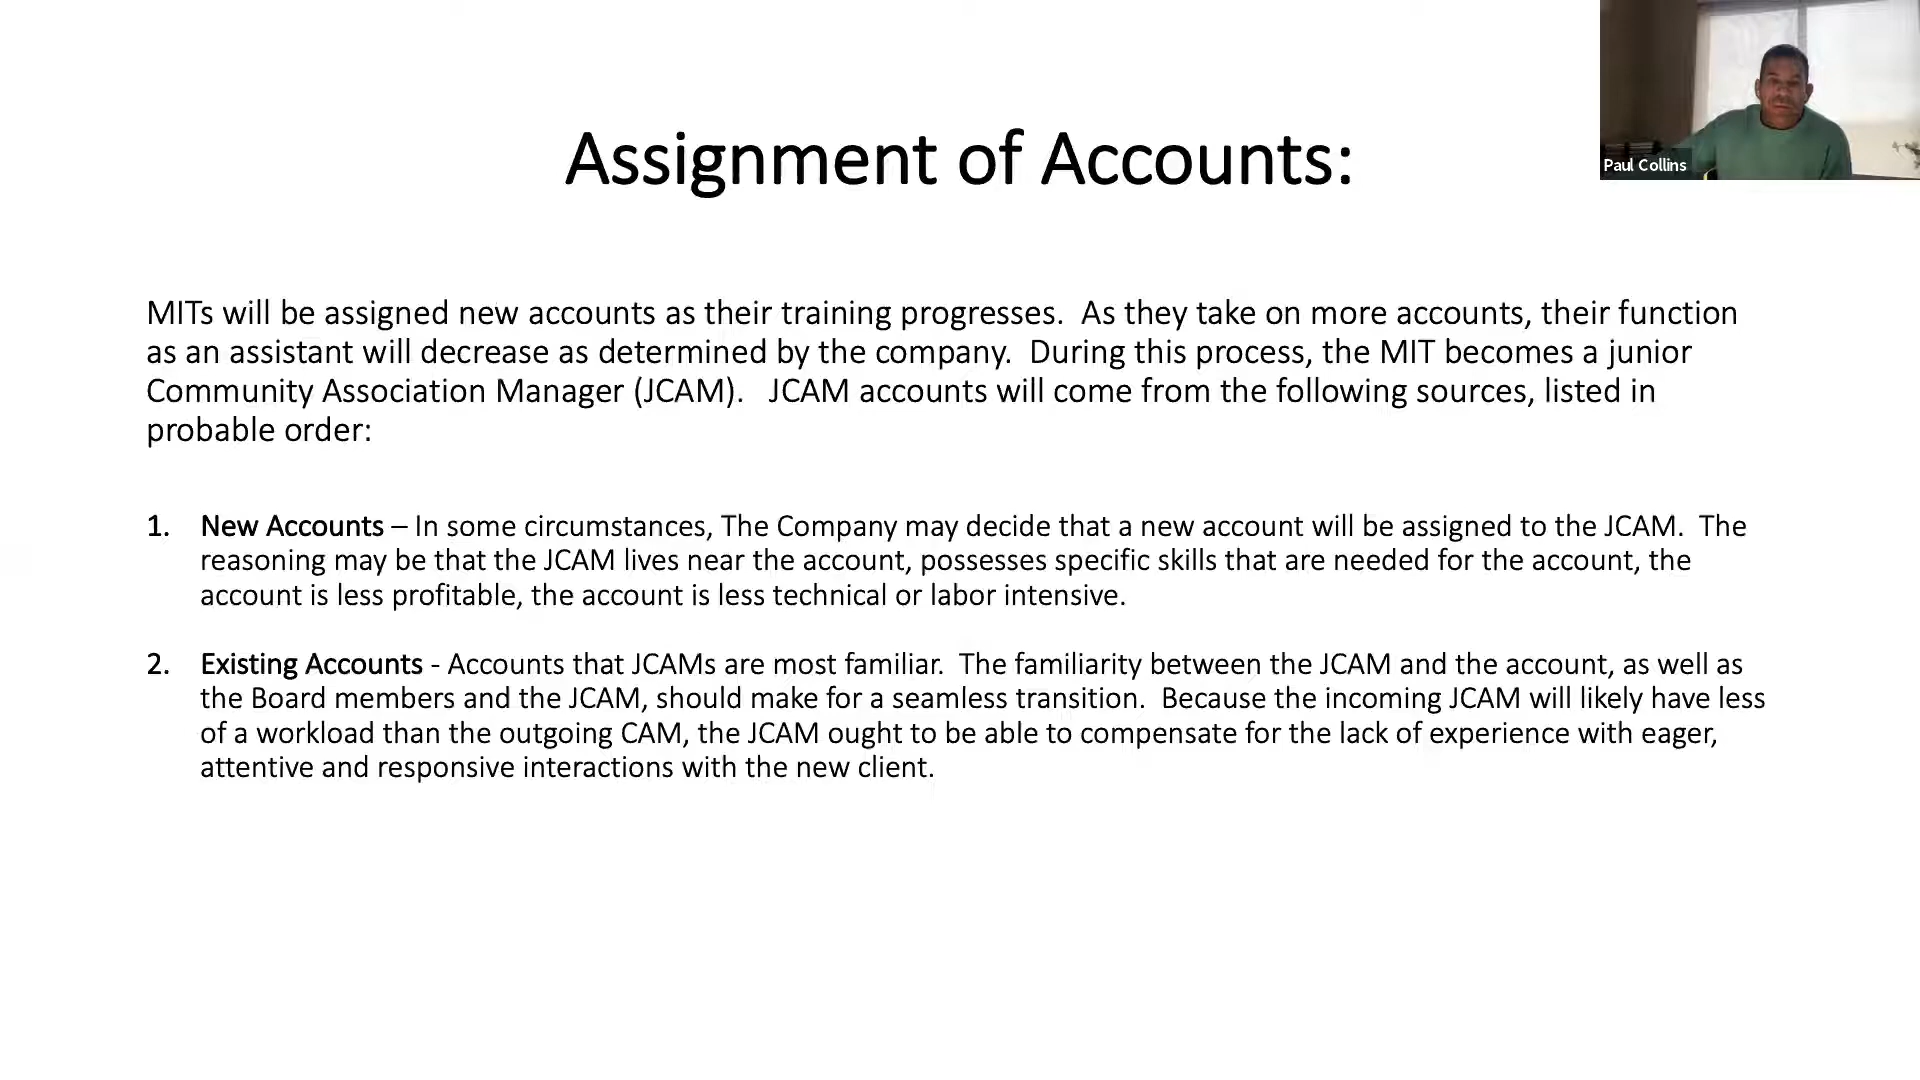 Assignment of Accounts:
Paul Collins
MITs will be assigned new accounts as their training progresses.  As they take on more accounts, their function
as an assistant will decrease as determined by the company.  During this process, the MIT becomes a junior
Community Association Manager (JCAM).   JCAM accounts will come from the following sources, listed in
probable order:
1. New Accounts – In some circumstances, The Company may decide that a new account will be assigned to the JCAM.  The
reasoning may be that the JCAM lives near the account, possesses specific skills that are needed for the account, the
account is less profitable, the account is less technical or labor intensive.
2. Existing Accounts - Accounts that JCAMs are most familiar.  The familiarity between the JCAM and the account, as well as
the Board members and the JCAM, should make for a seamless transition.  Because the incoming JCAM will likely have less
of a workload than the outgoing CAM, the JCAM ought to be able to compensate for the lack of experience with eager,
attentive and responsive interactions with the new client.